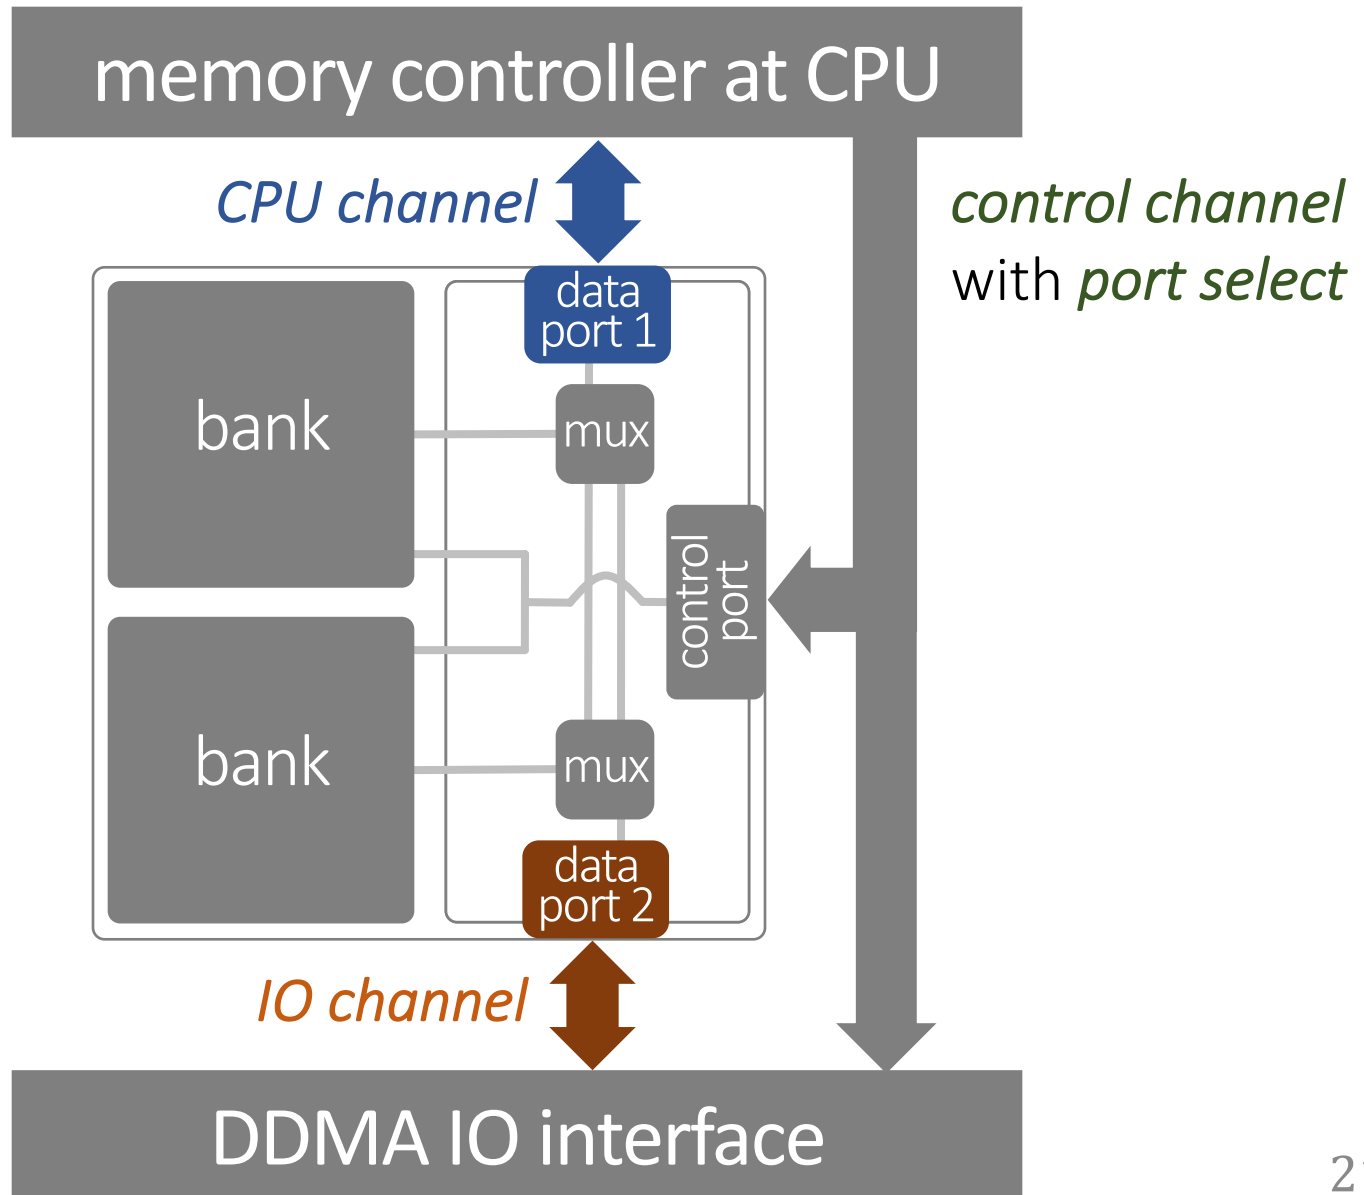 memory controller at CPU
CPU channel
control channel
with port select
data
port 1
bank
mux
control
port
bank
mux
data
port 2
IO channel
DDMA IO interface